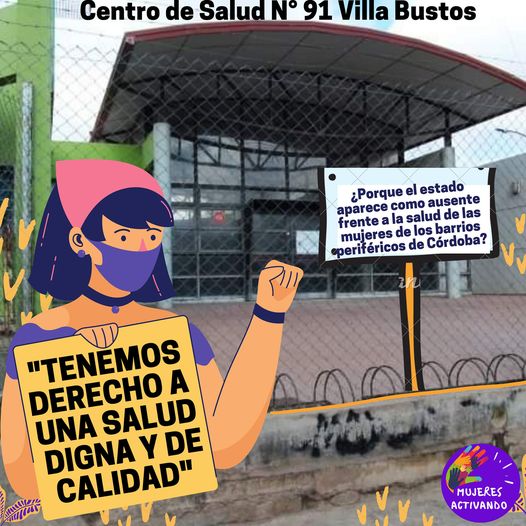 Centro de Salud N° 91 Villa Bustos
¿Porque el estado
aparece como ausente
frente a la salud de las
mujeres de los barrios
periféricos de Córdoba?
"TENEMOS
DERECHO A
UNA SALUD
DIGNA Y DE
CALIDAD"
MUJERES
ACTIVANDO